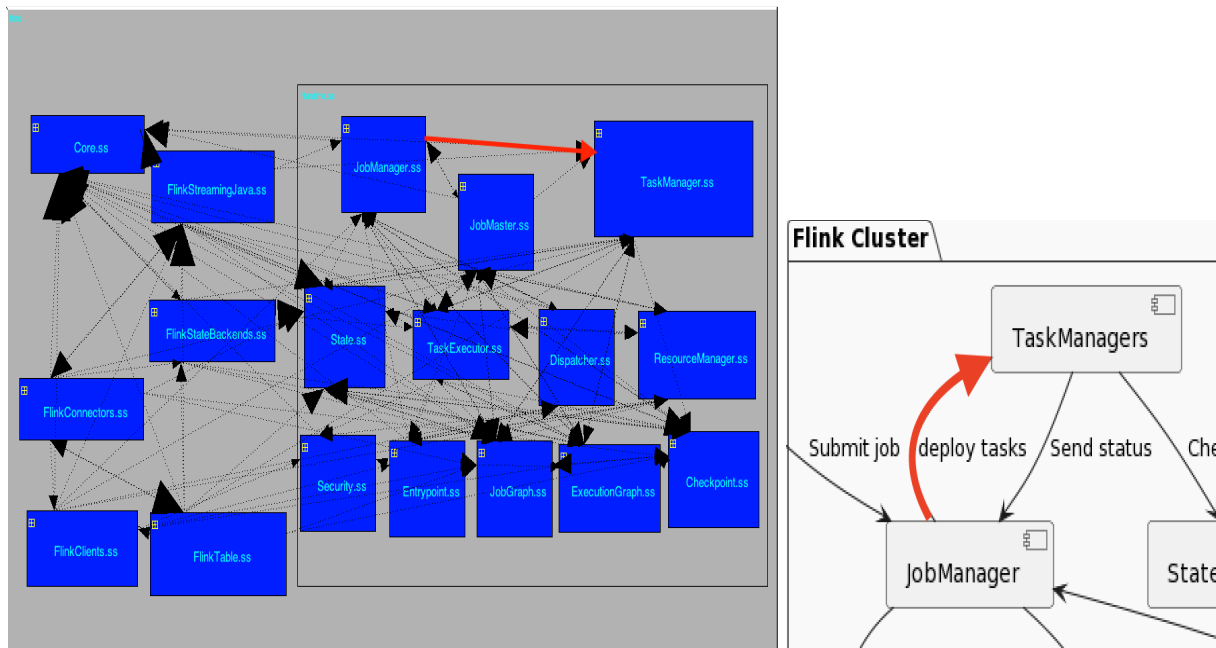 Core.ss
FlinkStreamingJava.ss
JobManager.ss
TaskManager.ss
JobMaster.ss
FlinkStateBackends.ss
State.ss
TaskExecutor.ss
Dispatcher.ss
ResourceManager.ss
FlinkConnectors.ss
Security.ss
Entrypoint.ss
JobGraph.ss
ExecutionGraph.ss
Checkpoint.ss
FlinkClients.ss
FlinkTable.ss
Flink Cluster
TaskManagers
Submit job
deploy tasks
Send status
Che
JobManager
State